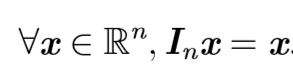 ∀x ∈ ℝⁿ, Iₙx = x.